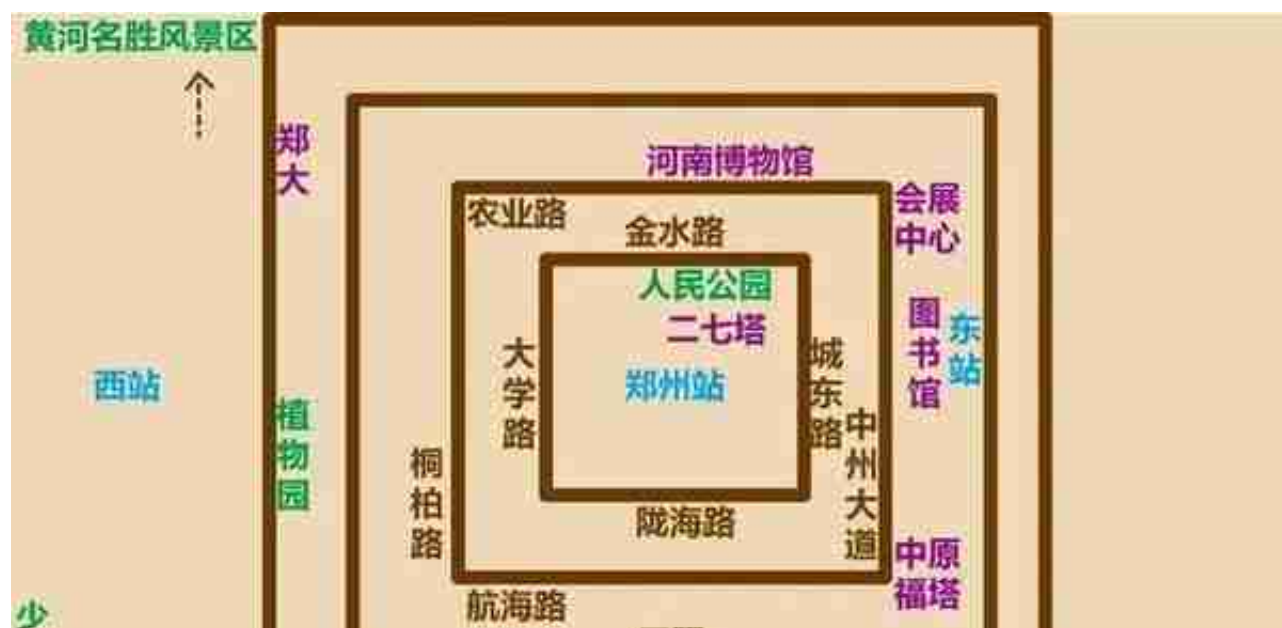 黄河名胜风景区
郑大
河南博物馆
会展
中心
农业路
金水路
人民公园
二七塔
图书馆
东站
大学路
城东路
西站
郑州站
植物园
中州大道
桐柏路
陇海路
中原
福塔
航海路
少